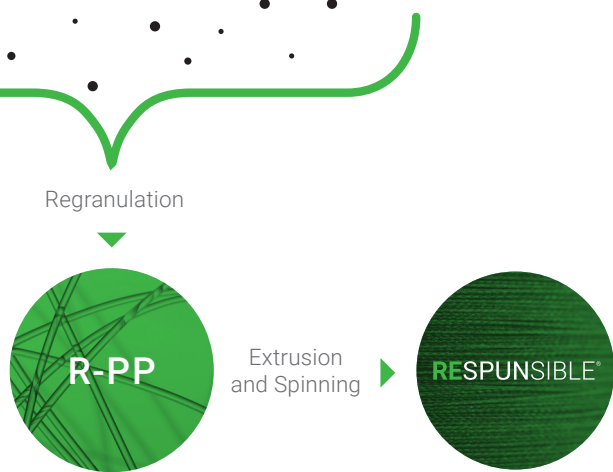 Regranulation
R-PP
Extrusion
and Spinning
RESPUNSIBLE®